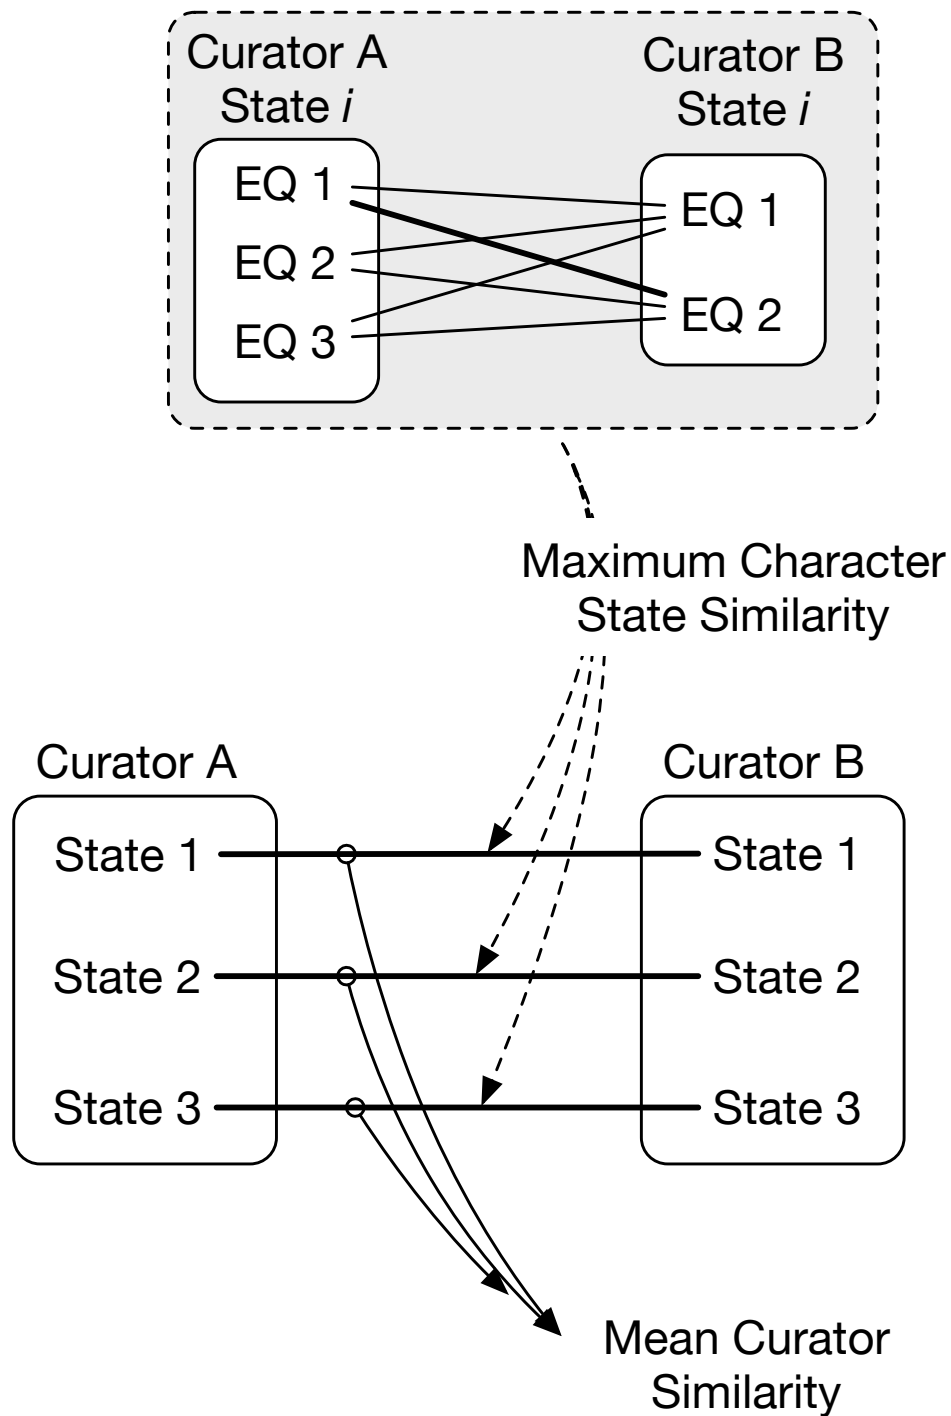 Curator A
State i
Curator B
State i
EQ 1
EQ 2
EQ 3
EQ 1
EQ 2
Maximum Character
State Similarity
Curator A
Curator B
State 1
State 2
State 3
State 1
State 2
State 3
Mean Curator
Similarity